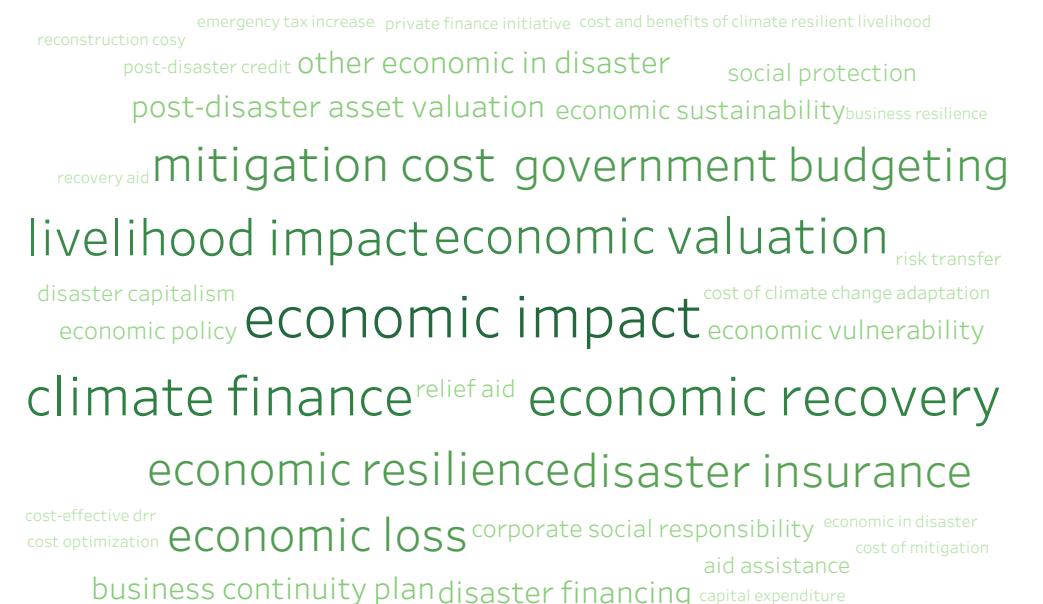 emergency tax increase private finance initiative cost and benefits of climate resilient livelihood
reconstruction cosy
post-disaster credit other economic in disaster social protection
post-disaster asset valuation economic sustainability business resilience
recovery aid mitigation cost government budgeting
livelihood impact economic valuation risk transfer
disaster capitalism cost of climate change adaptation
economic policy economic impact economic vulnerability
climate finance relief aid economic recovery
economic resilience disaster insurance
cost-effective drr economic in disaster
cost optimization economic loss corporate social responsibility cost of mitigation
aid assistance
business continuity plan disaster financing capital expenditure